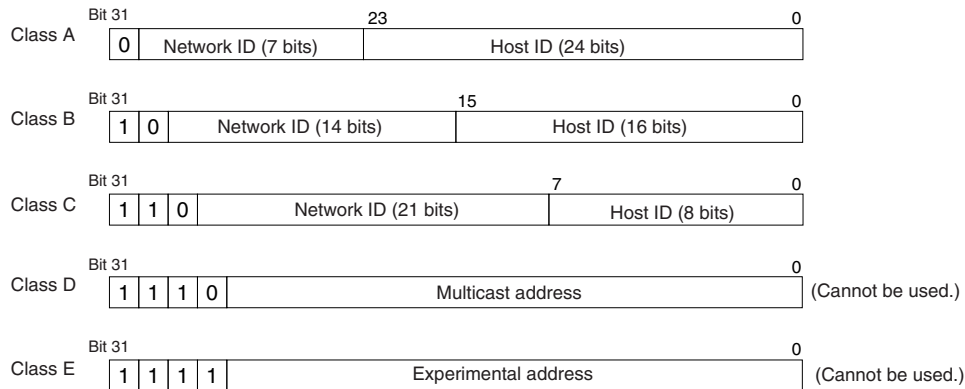 Bit 31 23 0
Class A 0 Network ID (7 bits) Host ID (24 bits)
Bit 31 15 0
Class B 1 0 Network ID (14 bits) Host ID (16 bits)
Bit 31 7 0
Class C 1 1 0 Network ID (21 bits) Host ID (8 bits)
Bit 31 0
Class D 1 1 1 0 Multicast address (Cannot be used.)
Bit 31 0
Class E 1 1 1 1 Experimental address (Cannot be used.)